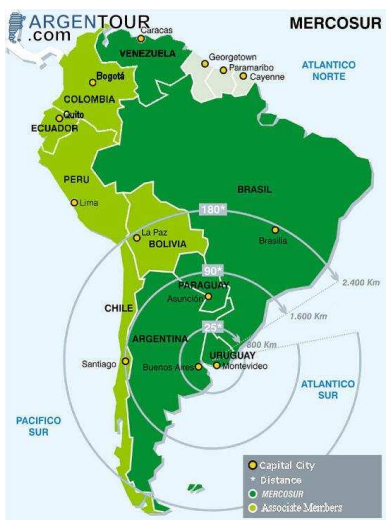 ARGENTOUR
.com
MERCOSUR
Caracas
VENEZUELA
Georgetown
Paramaribo
Cayenne
ATLANTICO
NORTE
Bogotá
COLOMBIA
Quito
ECUADOR
PERU
Lima
BRASIL
180*
La Paz
BOLIVIA
Brasilia
90*
PARAGUAY
Asunción
2.400 Km
CHILE
1.600 Km
ARGENTINA
25*
800 Km
Santiago
URUGUAY
Buenos Aires
Montevideo
ATLANTICO
SUR
PACIFICO
SUR
Capital City
* Distance
MERCOSUR
Associate Members